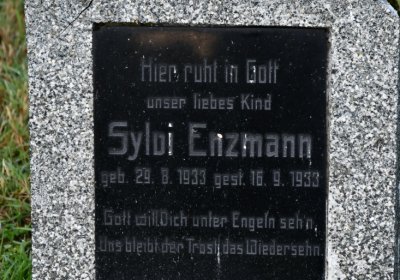 Hier ruht in Gott
unser liebes Kind
Sylvi Enzmann
geb. 29. 8. 1933 gest. 16. 9. 1933
Gott will Dich unter Engeln seh'n,
Uns bleibt der Trost, das Wiedersehn.